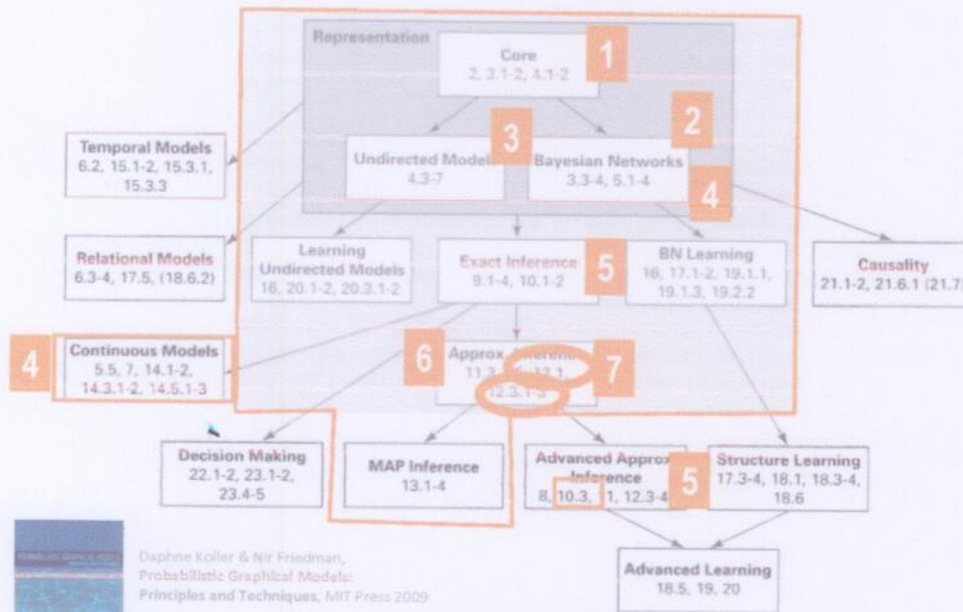 Representation
1
Core
2, 3.1-2, 4.1-2
3
2
Temporal Models
6.2, 15.1-2, 15.3.1,
15.3.3
Undirected Model
4.3-7
Bayesian Networks
3.3-4, 5.1-4
4
Relational Models
6.3-4, 17.5, (18.6.2)
Learning
Undirected Models
16, 20.1-2, 20.3.1-2
Exact Inference
9.1-4, 10.1-2
5
BN Learning
16, 17.1-2, 19.1.1,
19.1.3, 19.2.2
Causality
21.1-2, 21.6.1 (21.7)
4
Continuous Models
5.5, 7, 14.1-2,
14.3.1-2, 14.5.1-3
6
Approx.
11.3
12.1
12.3.1-3
7
Decision Making
22.1-2, 23.1-2,
23.4-5
MAP Inference
13.1-4
Advanced Approx
Inference
8, 10.3, 11, 12.3-4
5
Structure Learning
17.3-4, 18.1, 18.3-4,
18.6
Advanced Learning
18.5, 19, 20
Daphne Koller & Nir Friedman,
Probabilistic Graphical Models:
Principles and Techniques, MIT Press 2009